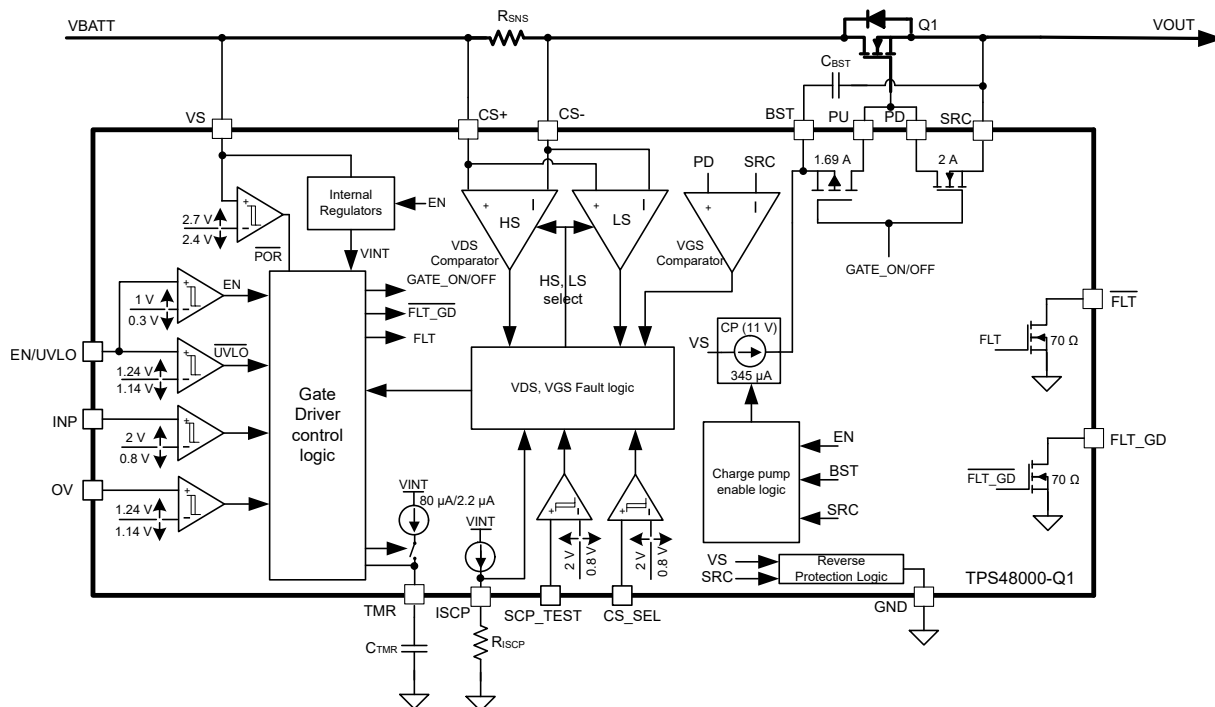 VBATT
RSNS
Q1
VOUT
CBST
VS
CS+
CS-
BST
PU
PD
SRC
1.69 A
2 A
PD
SRC
Internal
Regulators
EN
+
-
HS
+
-
LS
+
-
2.7 V
2.4 V
+
-
POR
VINT
VDS
Comparator
VGS
Comparator
GATE_ON/OFF
GATE_ON/OFF
HS, LS
select
FLT_GD
FLT
EN
1 V
0.3 V
+
-
EN/UVLO
UVLO
1.24 V
1.14 V
+
-
INP
2 V
0.8 V
+
-
OV
1.24 V
1.14 V
+
-
Gate
Driver
control
logic
VDS, VGS Fault logic
CP (11 V)
VS
345 µA
FLT
FLT
70 Ω
FLT_GD
FLT_GD
70 Ω
Charge pump
enable logic
EN
BST
SRC
VINT
80 µA/2.2 µA
VINT
+
-
2 V
0.8 V
+
-
2 V
0.8 V
VS
SRC
Reverse
Protection Logic
TPS48000-Q1
TMR
ISCP
SCP_TEST
CS_SEL
GND
CTMR
RISCP